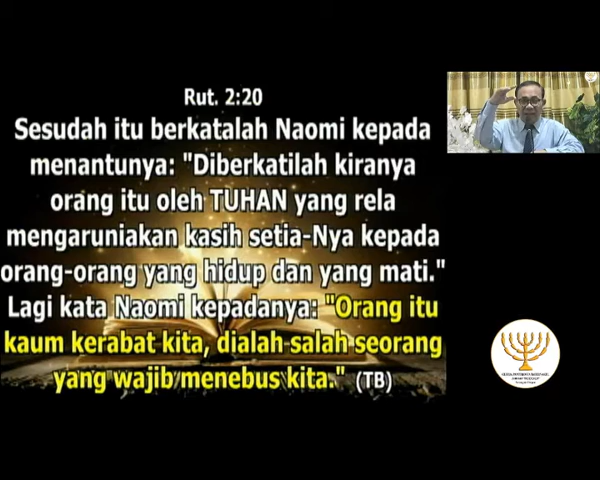 Rut. 2:20
Sesudah itu berkatalah Naomi kepada
menantunya: "Diberkatilah kiranya
orang itu oleh TUHAN yang rela
mengaruniakan kasih setia-Nya kepada
orang-orang yang hidup dan yang mati."
Lagi kata Naomi kepadanya: "Orang itu
kaum kerabat kita, dialah salah seorang
yang wajib menebus kita." (TB)